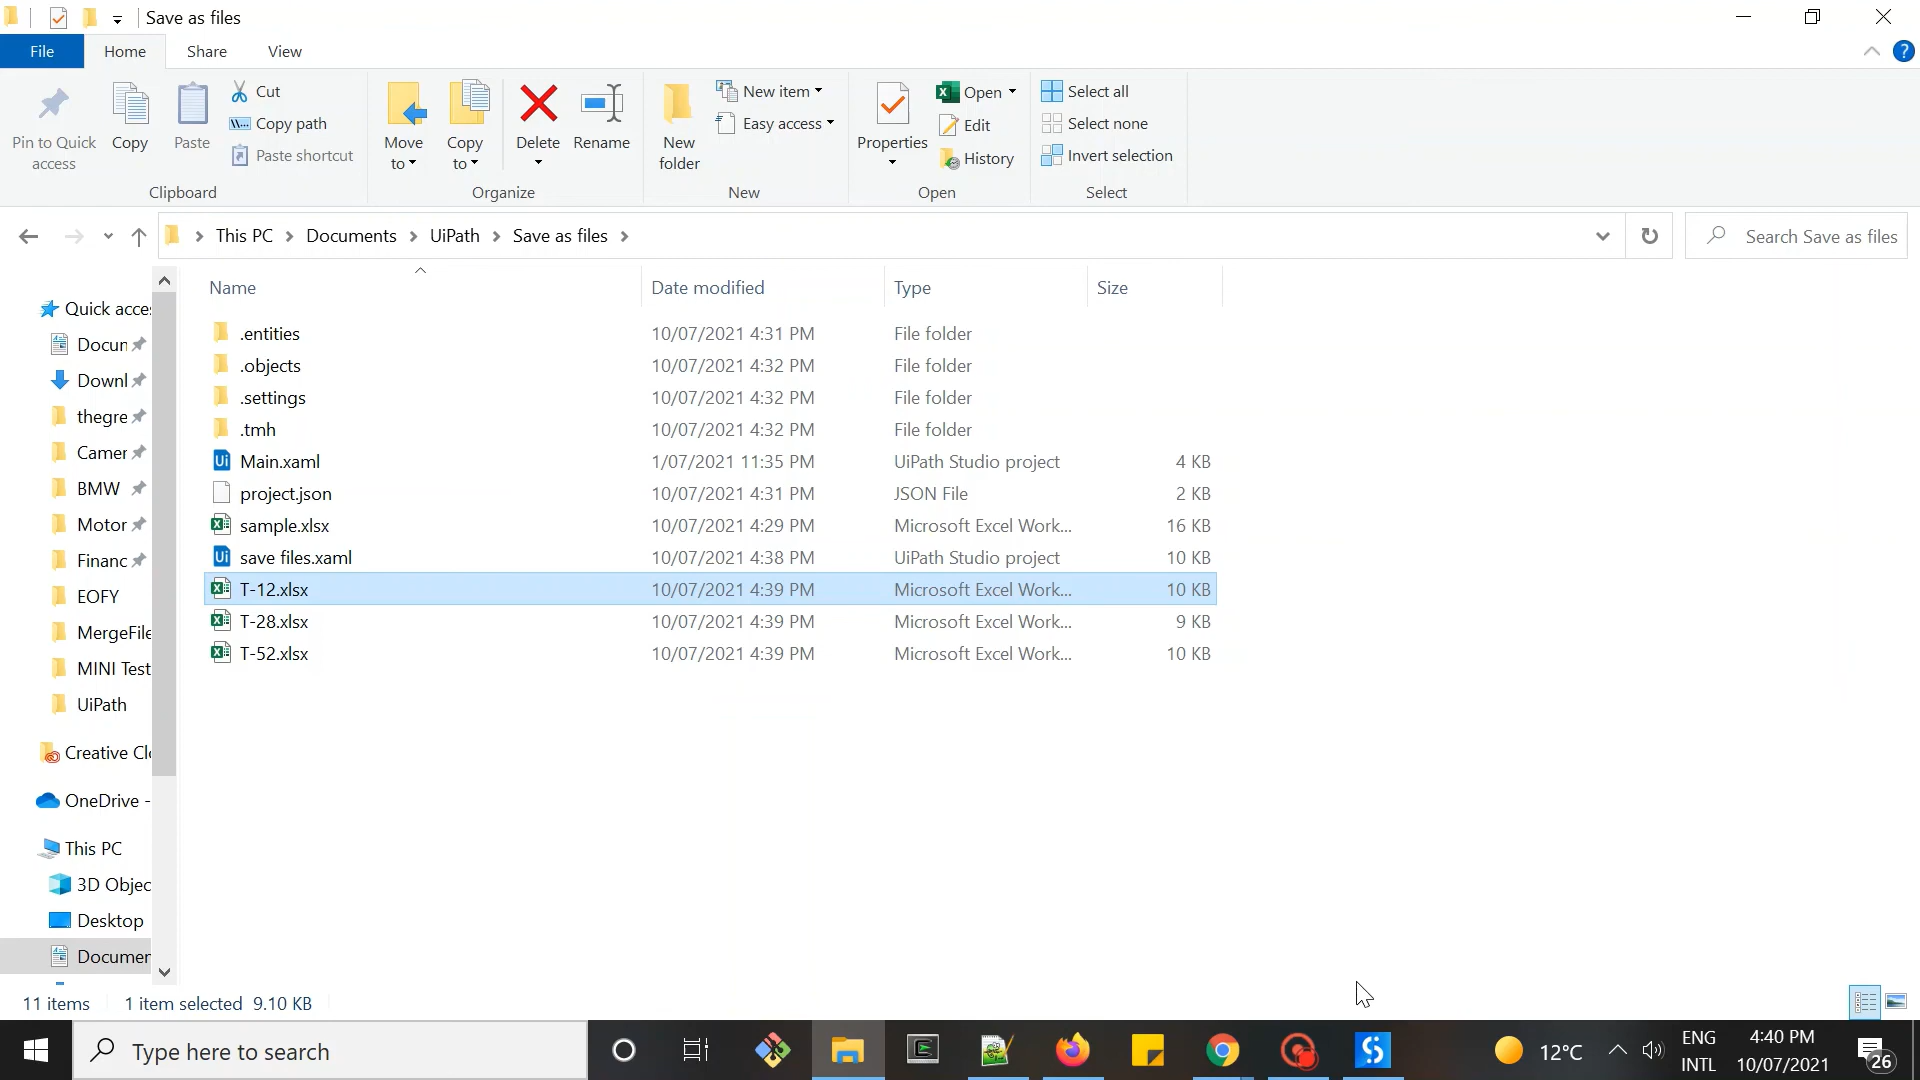 Save as files
File
Home
Share
View
Pin to Quick access
Copy
Paste
Cut
Copy path
Paste shortcut
Clipboard
Move to
Copy to
Delete
Rename
Organize
New folder
New item
Easy access
New
Properties
Open
Edit
History
Open
Select all
Select none
Invert selection
Select
This PC
Documents
UiPath
Save as files
Search Save as files
Name
Date modified
Type
Size
.entities 10/07/2021 4:31 PM File folder
.objects 10/07/2021 4:32 PM File folder
.settings 10/07/2021 4:32 PM File folder
.tmh 10/07/2021 4:32 PM File folder
Main.xaml 1/07/2021 11:35 PM UiPath Studio project 4 KB
project.json 10/07/2021 4:31 PM JSON File 2 KB
sample.xlsx 10/07/2021 4:29 PM Microsoft Excel Work... 16 KB
save files.xaml 10/07/2021 4:38 PM UiPath Studio project 10 KB
T-12.xlsx 10/07/2021 4:39 PM Microsoft Excel Work... 10 KB
T-28.xlsx 10/07/2021 4:39 PM Microsoft Excel Work... 9 KB
T-52.xlsx 10/07/2021 4:39 PM Microsoft Excel Work... 10 KB
Quick acce
Docun
Downl
thegre
Camer
BMW
Motor
Financ
EOFY
MergeFile
MINI Test
UiPath
Creative Cl
OneDrive -
This PC
3D Objec
Desktop
Documen
11 items
1 item selected 9.10 KB
Type here to search
12°C
ENG
INTL
4:40 PM
10/07/2021
26